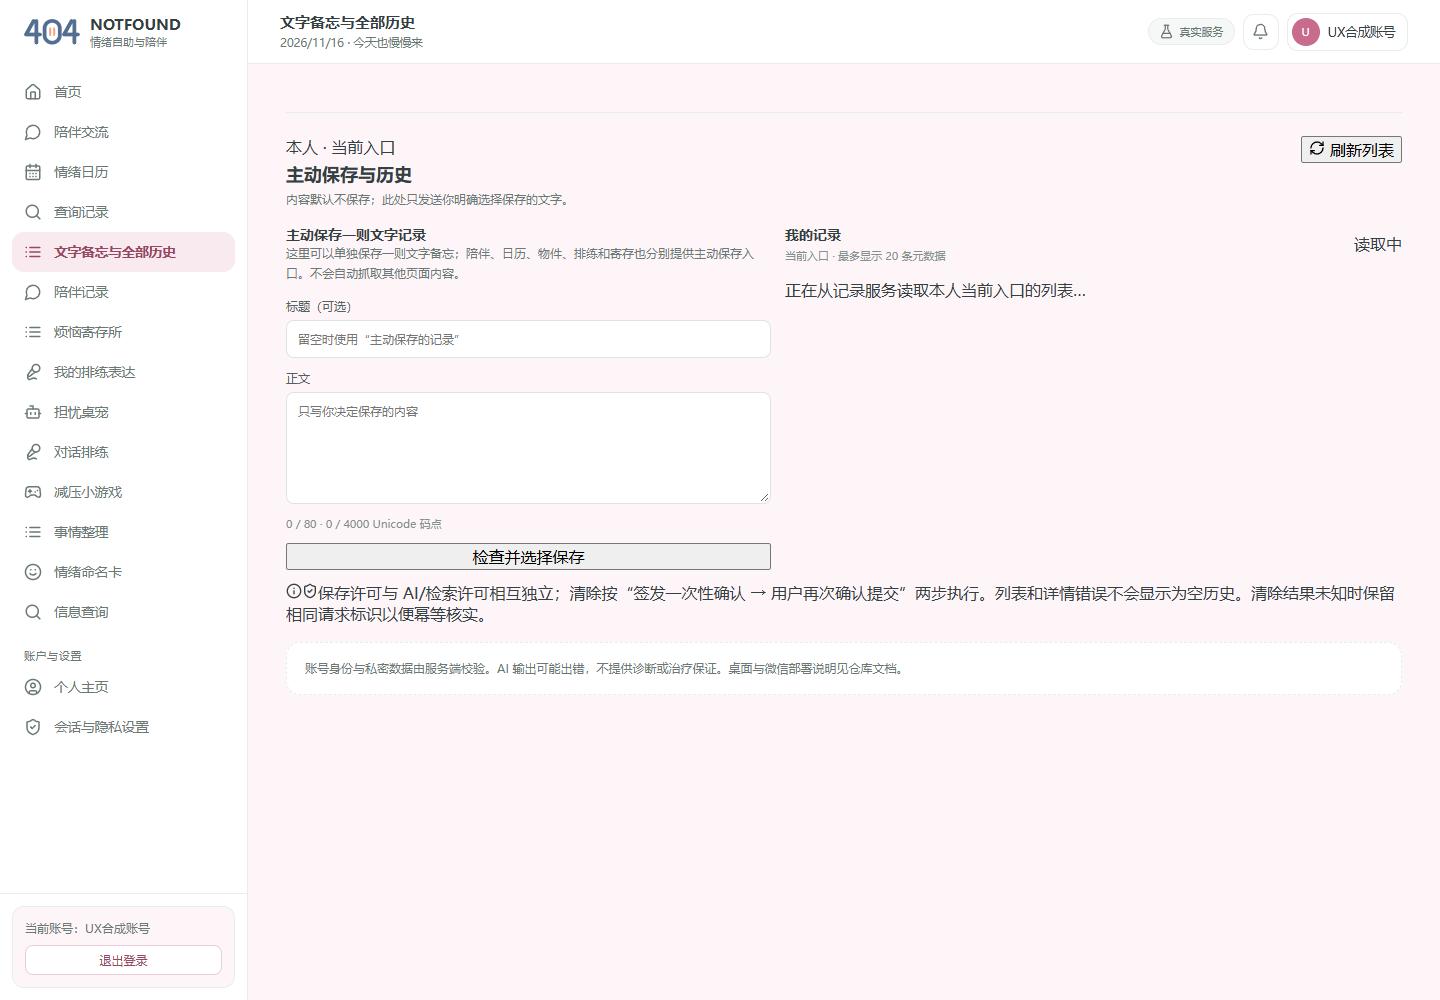 404 NOTFOUND
情绪自助与陪伴
首页
陪伴交流
情绪日历
查询记录
文字备忘与全部历史
陪伴记录
烦恼寄存所
我的排练表达
担忧桌宠
对话排练
减压小游戏
事情整理
情绪命名卡
信息查询
账户与设置
个人主页
会话与隐私设置
当前账号：UX合成账号
退出登录
文字备忘与全部历史
2026/11/16 · 今天也慢慢来
真实服务
U
UX合成账号
本人 · 当前入口
主动保存与历史
内容默认不保存；此处只发送你明确选择保存的文字。
刷新列表
主动保存一则文字记录
这里可以单独保存一则文字备忘；陪伴、日历、物件、排练和寄存也分别提供主动保存入
口。不会自动抓取其他页面内容。
标题（可选）
留空时使用“主动保存的记录”
正文
只写你决定保存的内容
0 / 80 · 0 / 4000 Unicode 码点
检查并选择保存
我的记录
当前入口 · 最多显示 20 条元数据
读取中
正在从记录服务读取本人当前入口的列表…
保存许可与 AI/检索许可相互独立；清除按“签发一次性确认 → 用户再次确认提交”两步执行。列表和详情错误不会显示为空历史。清除结果未知时保留
相同请求标识以便幂等核实。
账号身份与私密数据由服务端校验。AI 输出可能出错，不提供诊断或治疗保证。桌面与微信部署说明见仓库文档。